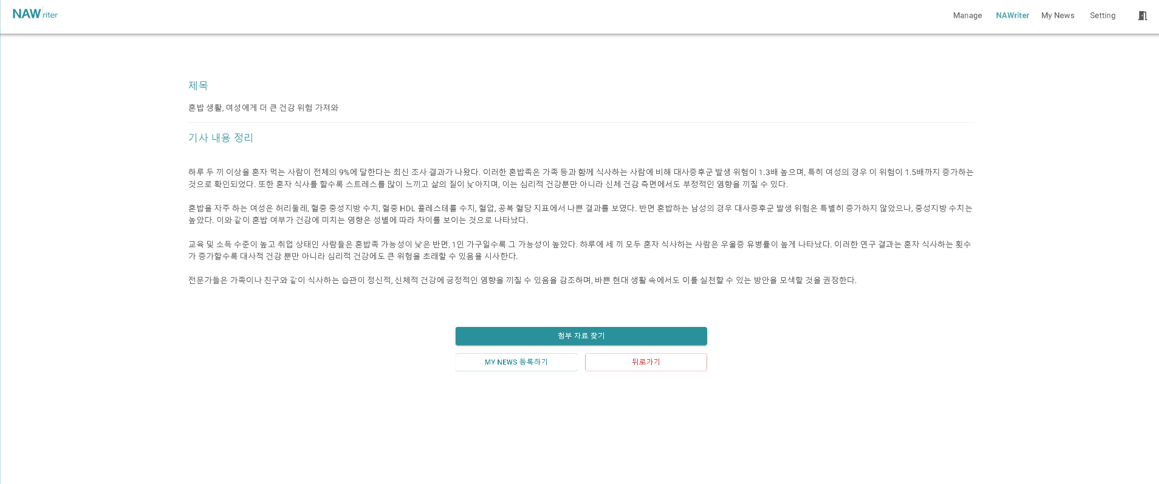 NAWriter
Manage NAWriter My News Setting
제목
혼밥 생활, 여성에게 더 큰 건강 위험 가져와
기사 내용 정리
하루 두 끼 이상을 혼자 먹는 사람이 전체의 9%에 달한다는 최신 조사 결과가 나왔다. 이러한 혼밥족은 가족 등과 함께 식사하는 사람에 비해 대사증후군 발생 위험이 1.3배 높으며, 특히 여성의 경우 이 위험이 1.5배까지 증가하는
것으로 확인되었다. 또한 혼자 식사를 할수록 스트레스를 많이 느끼고 삶의 질이 낮아지며, 이는 심리적 건강뿐만 아니라 신체 건강 측면에서도 부정적인 영향을 끼칠 수 있다.
혼밥을 자주 하는 여성은 허리둘레, 혈중 중성지방 수치, 혈중 HDL 콜레스테롤 수치, 혈압, 공복 혈당 지표에서 나쁜 결과를 보였다. 반면 혼밥하는 남성의 경우 대사증후군 발생 위험은 특별히 증가하지 않았으나, 중성지방 수치는
높았다. 이와 같이 혼밥 여부가 건강에 미치는 영향은 성별에 따라 차이를 보이는 것으로 나타났다.
교육 및 소득 수준이 높고 취업 상태인 사람들은 혼밥족 가능성이 낮은 반면, 1인 가구일수록 그 가능성이 높았다. 하루에 세 끼 모두 혼자 식사하는 사람은 우울증 유병률이 높게 나타났다. 이러한 연구 결과는 혼자 식사하는 횟수
가 증가할수록 대사적 건강 뿐만 아니라 심리적 건강에도 큰 위험을 초래할 수 있음을 시사한다.
전문가들은 가족이나 친구와 같이 식사하는 습관이 정신적, 신체적 건강에 긍정적인 영향을 끼칠 수 있음을 강조하며, 바쁜 현대 생활 속에서도 이를 실천할 수 있는 방안을 모색할 것을 권장한다.
첨부 자료 찾기
MY NEWS 등록하기 뒤로가기